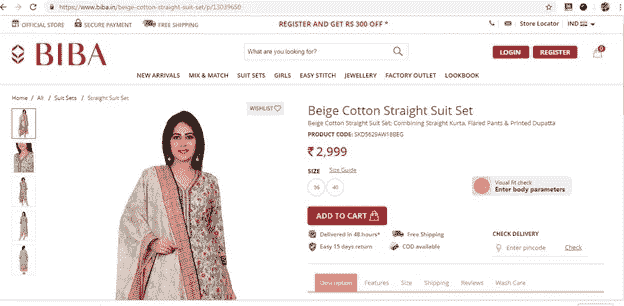 https://www.biba.in/beige-cotton-straight-suit-set/p/13039650
OFFICIAL STORE
SECURE PAYMENT
FREE SHIPPING
REGISTER AND GET RS 300 OFF *
Store Locator
IND
BIBA
What are you looking for?
LOGIN
REGISTER
0
NEW ARRIVALS MIX & MATCH SUIT SETS GIRLS EASY STITCH JEWELLERY FACTORY OUTLET LOOKBOOK
Home / All / Suit Sets / Straight Suit Set
WISHLIST
Beige Cotton Straight Suit Set
Beige Cotton Straight Suit Set; Combining Straight Kurta, Flared Pants & Printed Dupatta
PRODUCT CODE: SKD5629AW18BEG
₹ 2,999
SIZE Size Guide
36 40
Visual fit check
Enter body parameters
ADD TO CART
Delivered in 48 hours* Free Shipping
Easy 15 days return COD available
CHECK DELIVERY
Enter pincode Check
Description Features Size Shipping Reviews Wash Care